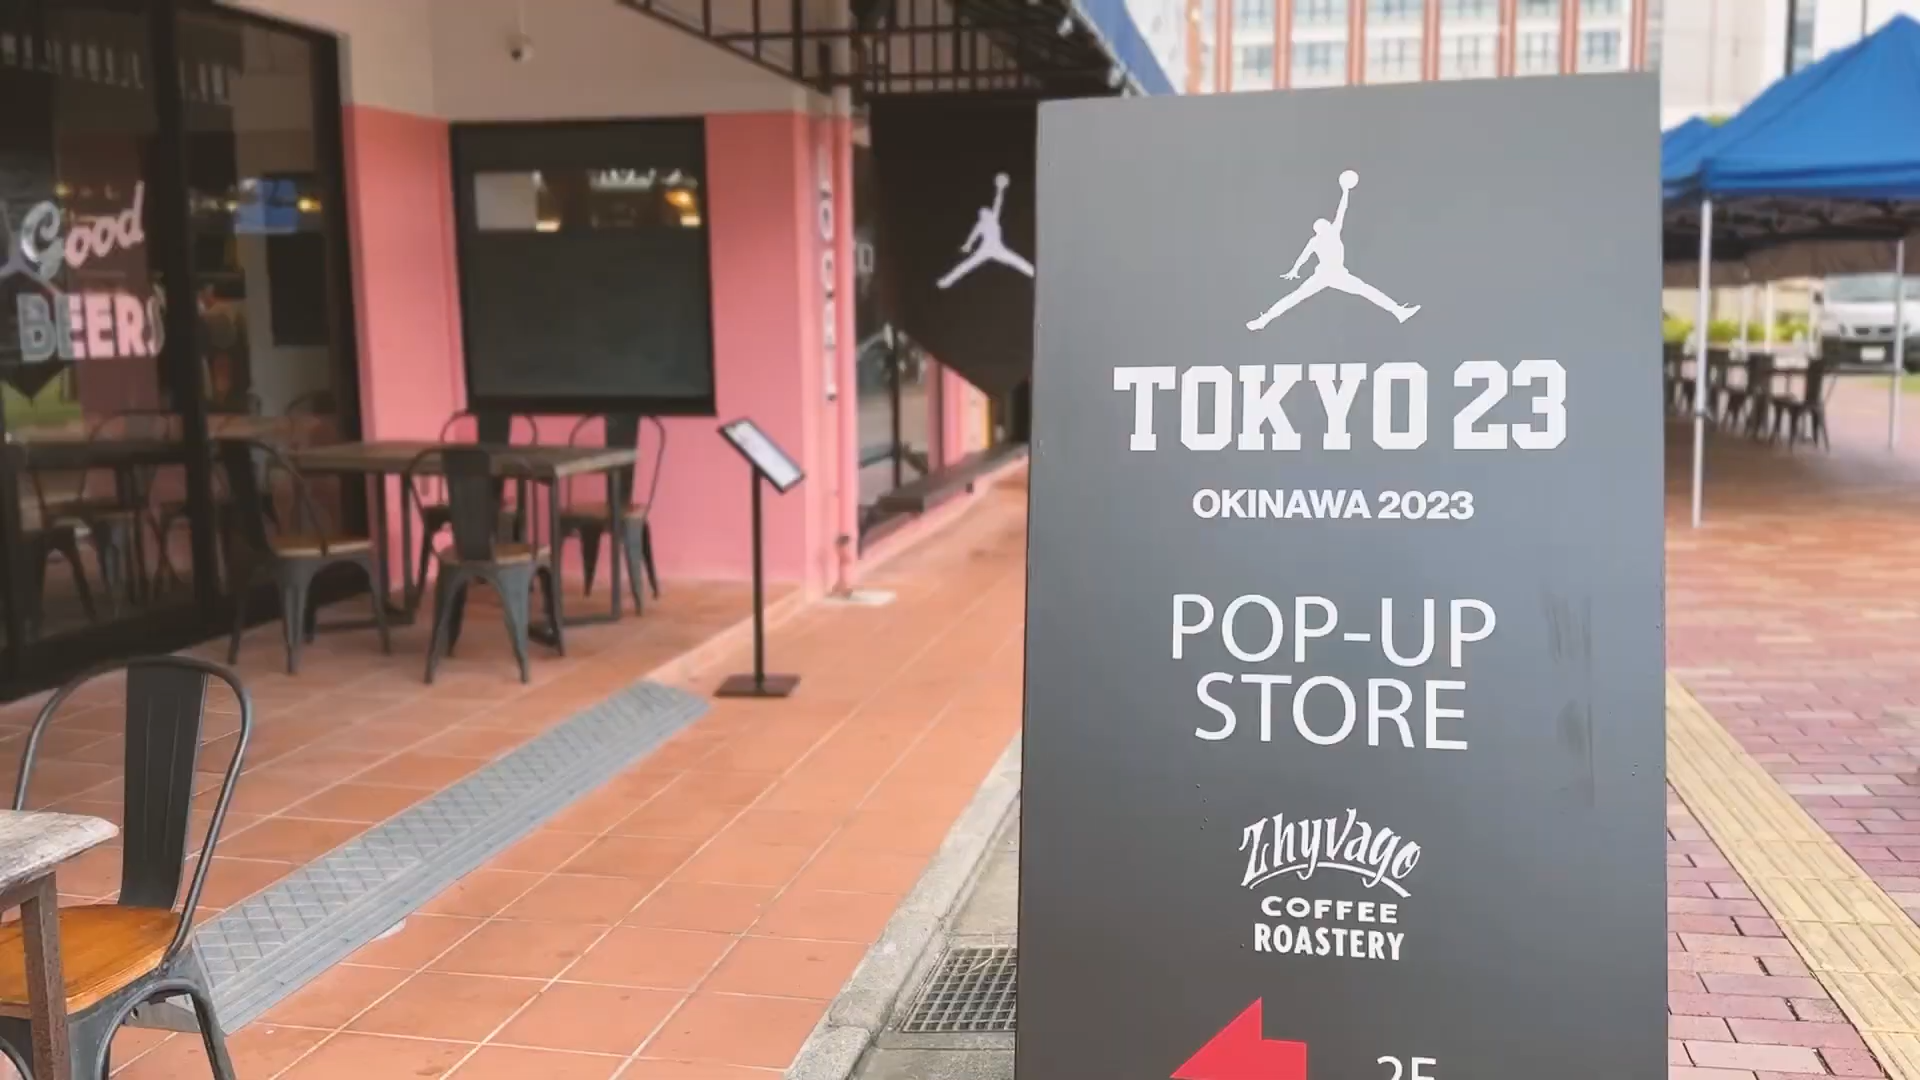 Good
BEERS
TOKYO 23
OKINAWA 2023
POP-UP
STORE
Zhyvago
COFFEE
ROASTERY